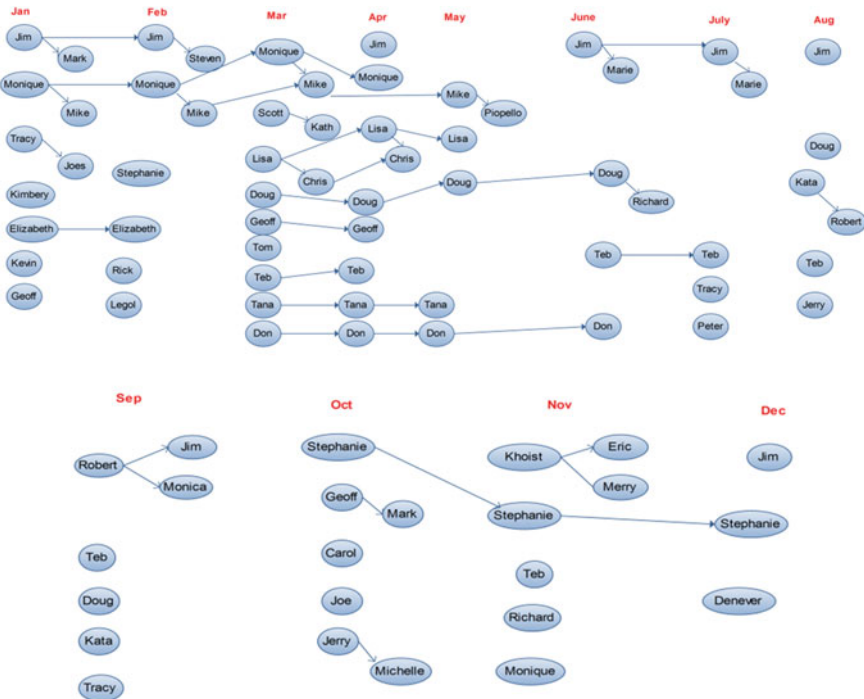 Jan Feb Mar Apr May June July Aug
Jim Jim Monique Jim Jim Jim Jim
Mark Steven Mike Monique Marie Marie
Monique Monique Mike
Mike Mike Scott Kath Piopello
Tracy Lisa Lisa Lisa Doug
Joes Stephanie Chris Chris
Kimbery Doug Doug Doug Doug Richard Kata
Elizabeth Elizabeth Geoff Geoff Robert
Tom
Kevin Rick Teb Teb Teb Teb Teb
Geoff Legol Tana Tana Tana Tracy Jerry
Don Don Don Don Peter
Sep Oct Nov Dec
Robert Jim Stephanie Khoist Eric Jim
Monica Geoff Mark Merry
Stephanie Stephanie
Teb Carol Teb
Doug Joe Richard Denever
Kata Jerry
Tracy Michelle Monique